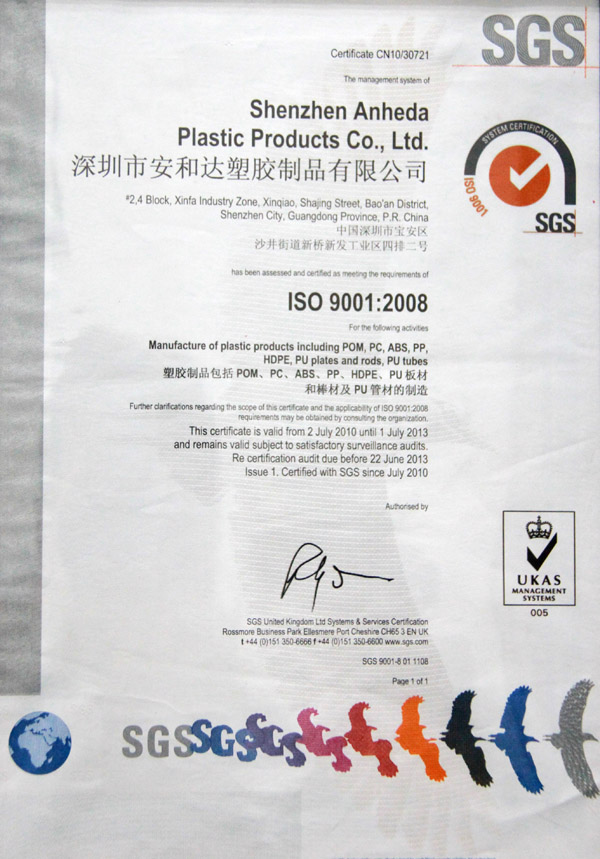 SGS
Certificate CN10/30721
The management system of
Shenzhen Anheda
Plastic Products Co., Ltd.
深圳市安和达塑胶制品有限公司
SYSTEM CERTIFICATION
ISO 9001
SGS
#2,4 Block, Xinfa Industry Zone, Xinqiao, Shajing Street, Bao'an District,
Shenzhen City, Guangdong Province, P.R. China
中国深圳市宝安区
沙井街道新桥新发工业区四排二号
has been assessed and certified as meeting the requirements of
ISO 9001:2008
For the following activities
Manufacture of plastic products including POM, PC, ABS, PP,
HDPE, PU plates and rods, PU tubes
塑胶制品包括 POM、PC、ABS、PP、HDPE、PU 板材
和棒材及 PU 管材的制造
Further clarifications regarding the scope of this certificate and the applicability of ISO 9001:2008
requirements may be obtained by consulting the organization.
This certificate is valid from 2 July 2010 until 1 July 2013
and remains valid subject to satisfactory surveillance audits.
Re certification audit due before 22 June 2013
Issue 1. Certified with SGS since July 2010
Authorised by
UKAS
MANAGEMENT
SYSTEMS
005
SGS United Kingdom Ltd Systems & Services Certification
Rossmore Business Park Ellesmere Port Cheshire CH65 3 EN UK
t +44 (0)151 350-6666 f +44 (0)151 350-6600 www.sgs.com
SGS 9001-8 01 1108
Page 1 of 1
SGS SGS SGS